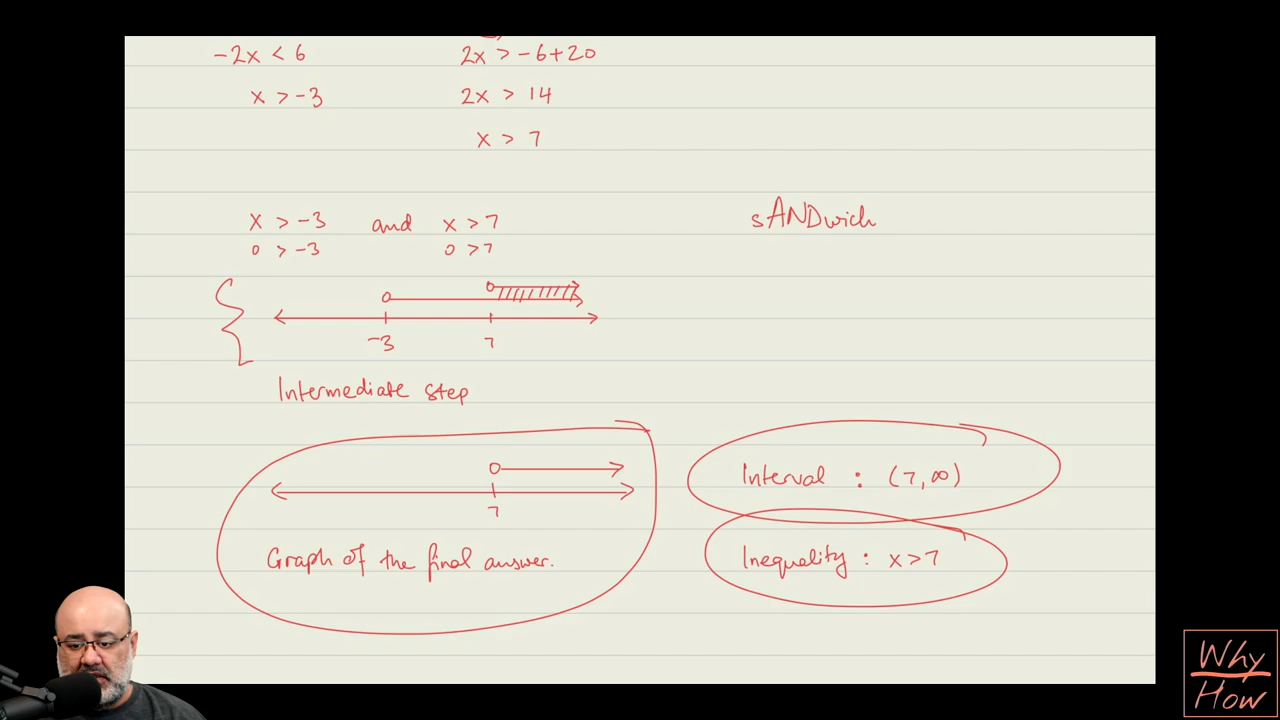 -2x < 6
2x > -6+20
x > -3
2x > 14
x > 7
x > -3 and x > 7
0 > -3 0 > 7
sANDwich
-3 7
Intermediate step
7
Graph of the final answer.
Interval : (7, ∞)
Inequality : x > 7
Why
How